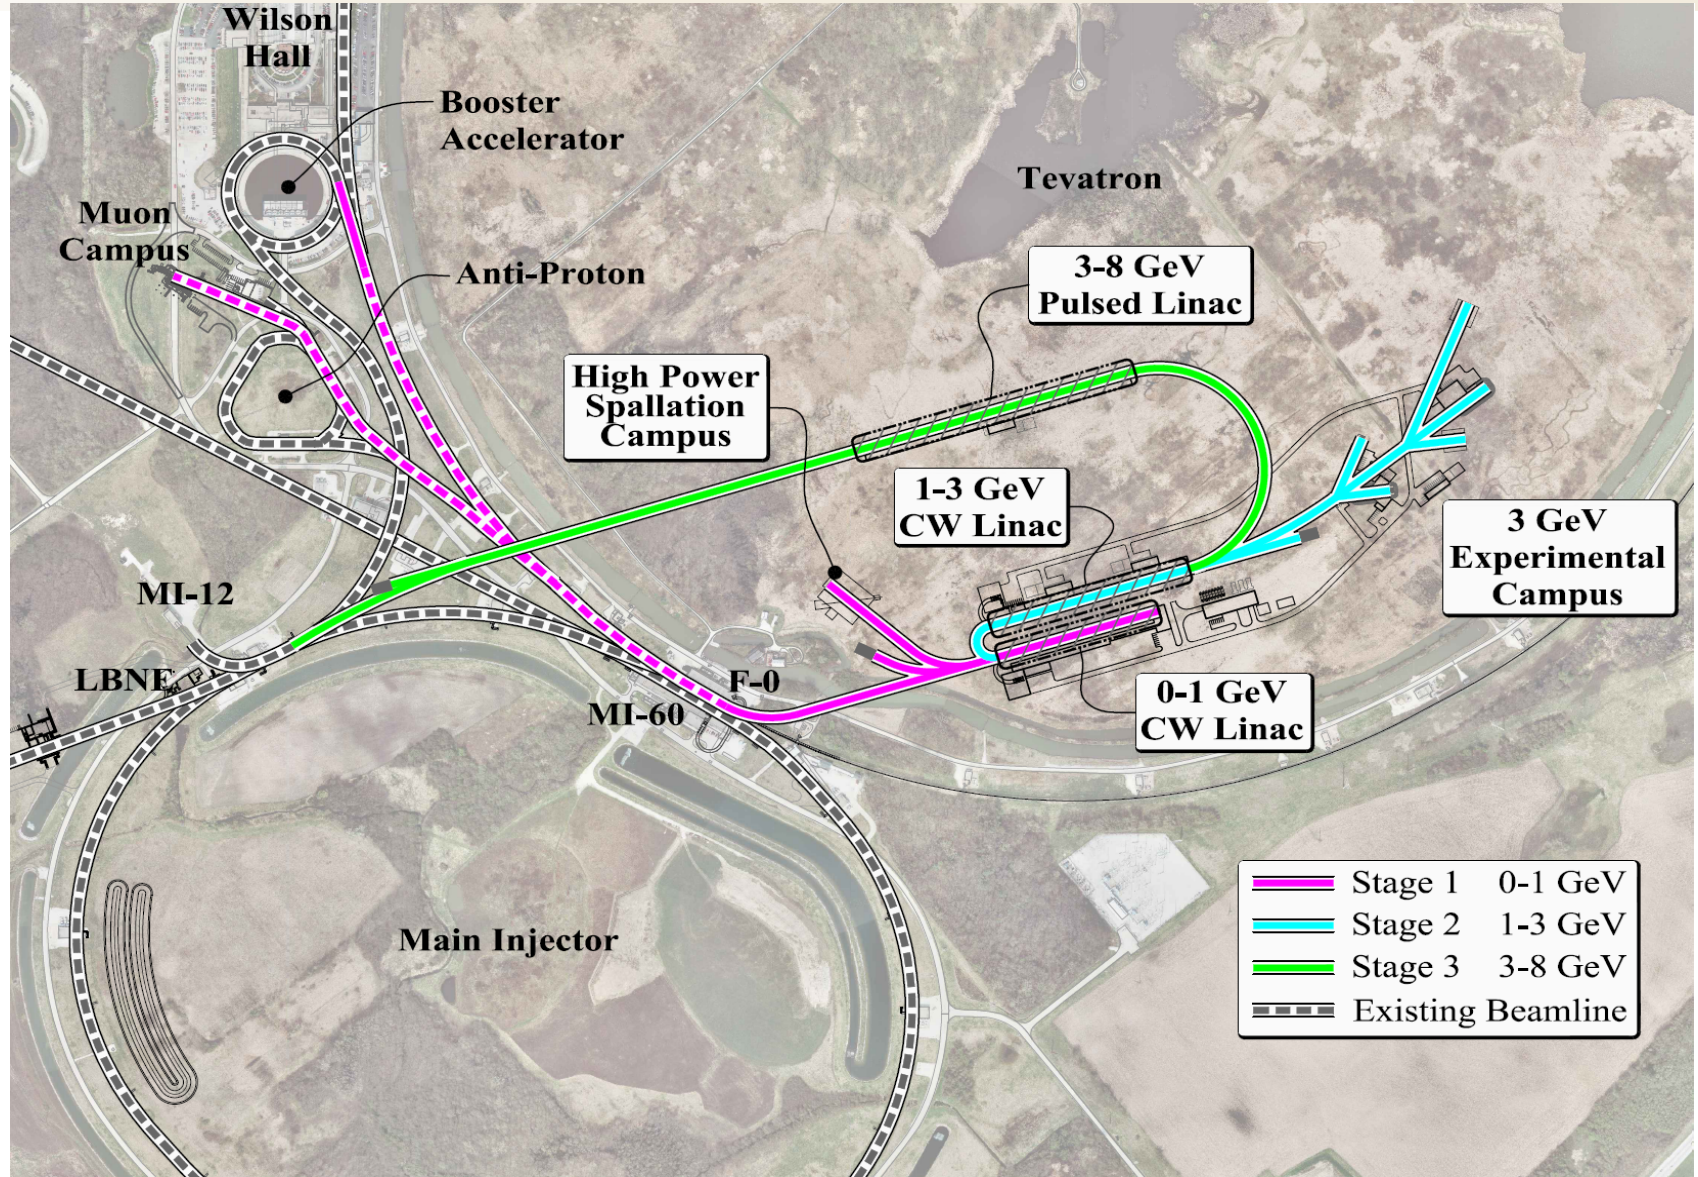 Wilson
Hall
Booster
Accelerator
Tevatron
Muon
Campus
Anti-Proton
3-8 GeV
Pulsed Linac
High Power
Spallation
Campus
1-3 GeV
CW Linac
3 GeV
Experimental
Campus
MI-12
LBNE
F-0
MI-60
0-1 GeV
CW Linac
Main Injector
Stage 1 0-1 GeV
Stage 2 1-3 GeV
Stage 3 3-8 GeV
Existing Beamline